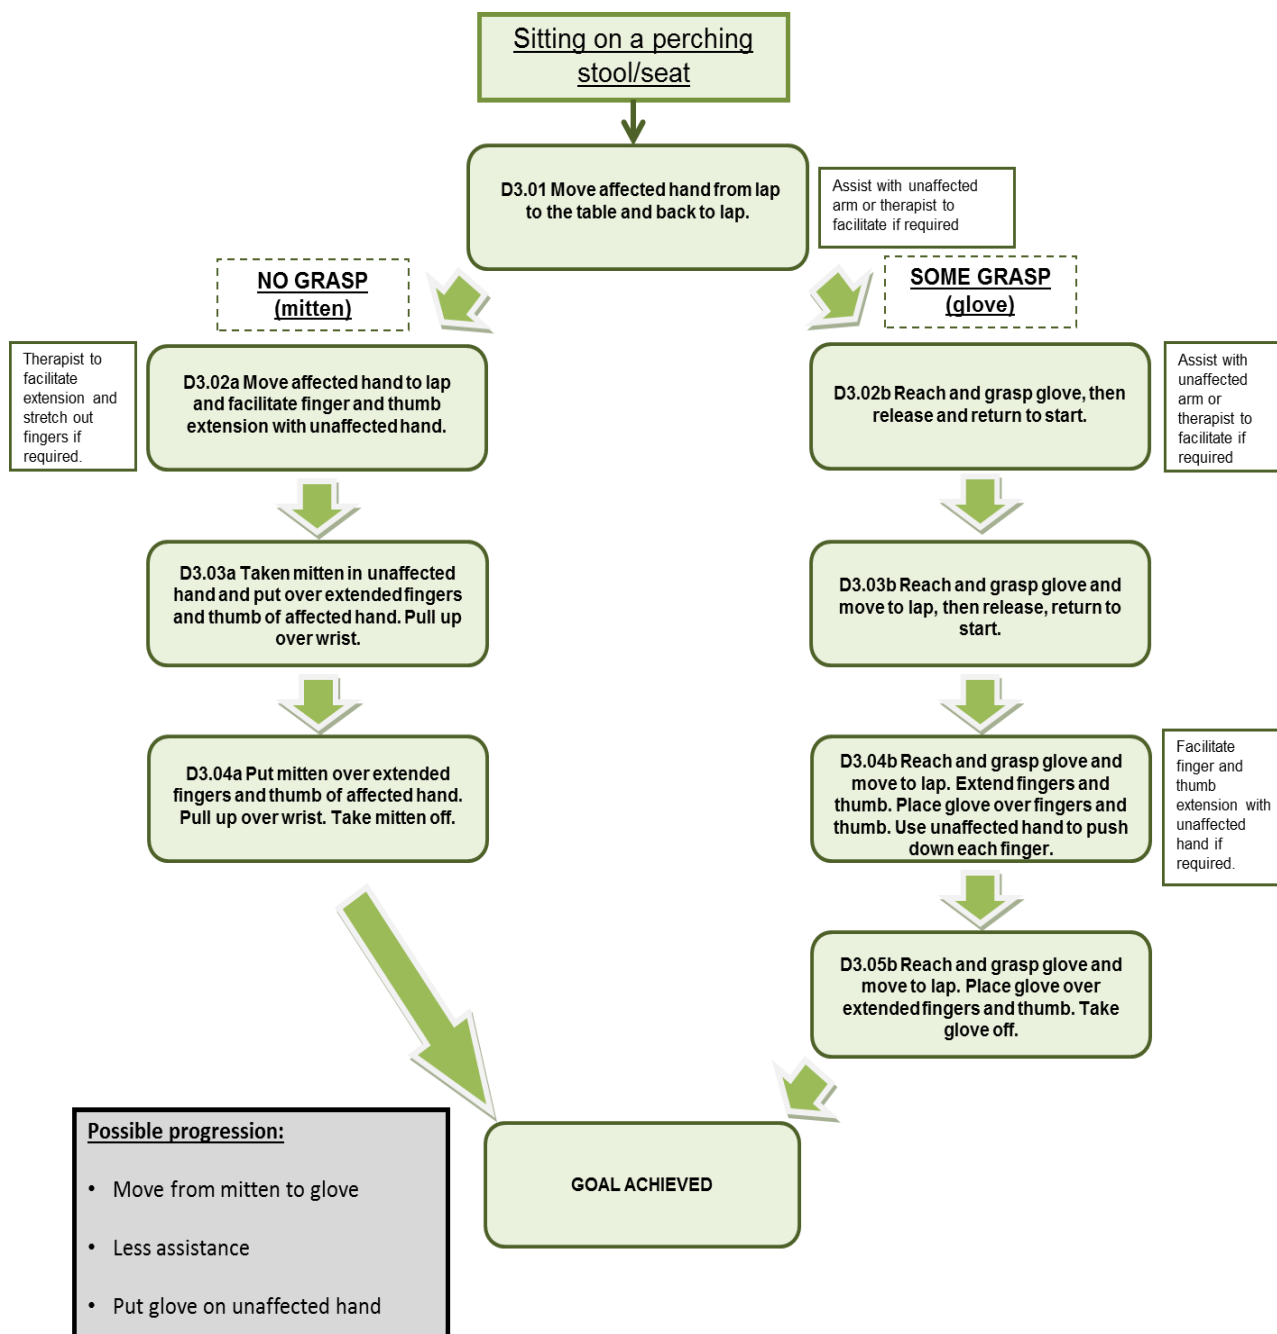 Sitting on a perching
stool/seat
D3.01 Move affected hand from lap
to the table and back to lap.
Assist with unaffected
arm or therapist to
facilitate if required
NO GRASP
(mitten)
SOME GRASP
(glove)
Therapist to
facilitate
extension and
stretch out
fingers if
required.
D3.02a Move affected hand to lap
and facilitate finger and thumb
extension with unaffected hand.
D3.02b Reach and grasp glove, then
release and return to start.
Assist with
unaffected
arm or
therapist to
facilitate if
required
D3.03a Taken mitten in unaffected
hand and put over extended fingers
and thumb of affected hand. Pull up
over wrist.
D3.03b Reach and grasp glove and
move to lap, then release, return to
start.
D3.04a Put mitten over extended
fingers and thumb of affected hand.
Pull up over wrist. Take mitten off.
D3.04b Reach and grasp glove and
move to lap. Extend fingers and
thumb. Place glove over fingers and
thumb. Use unaffected hand to push
down each finger.
Facilitate
finger and
thumb
extension with
unaffected
hand if
required.
D3.05b Reach and grasp glove and
move to lap. Place glove over
extended fingers and thumb. Take
glove off.
GOAL ACHIEVED
Possible progression:
• Move from mitten to glove
• Less assistance
• Put glove on unaffected hand